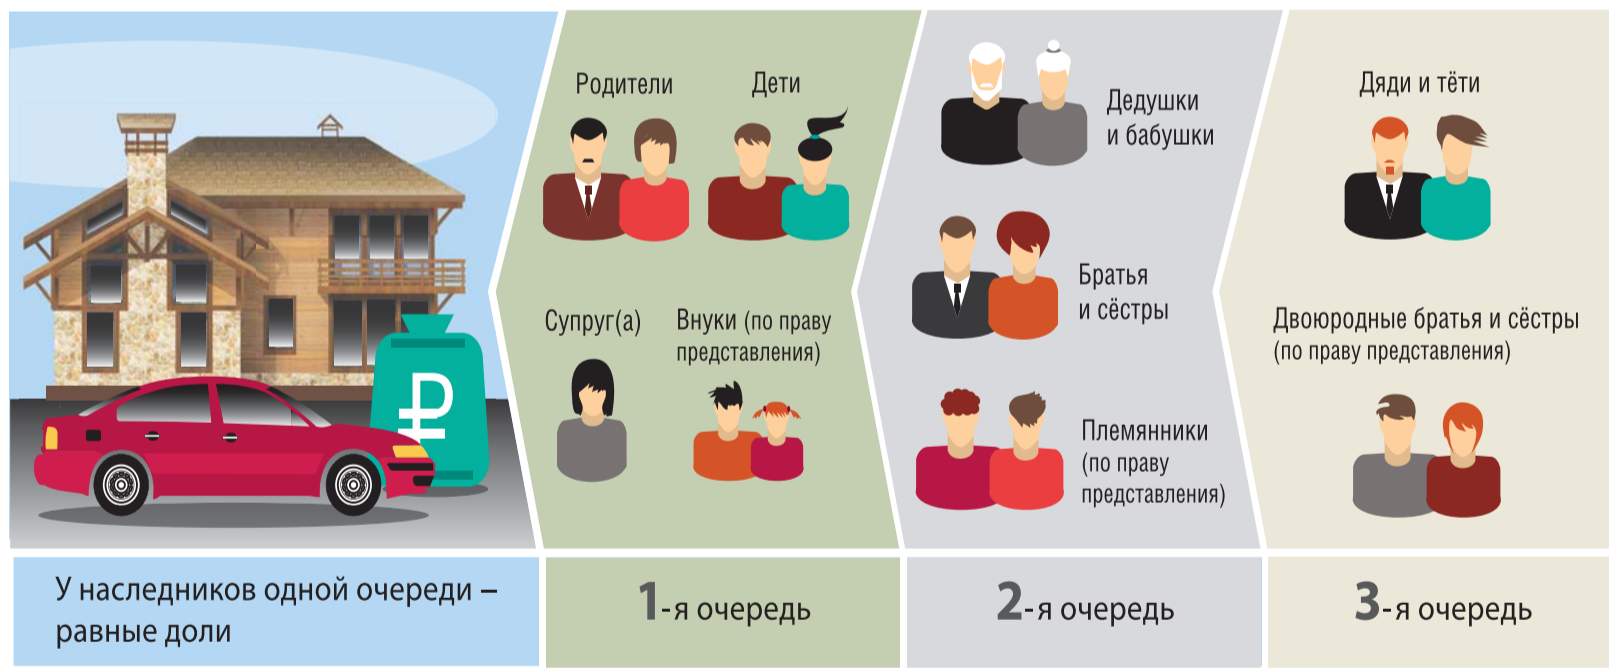 Родители
Дети
Супруг(а)
Внуки (по праву
представления)
Дедушки
и бабушки
Братья
и сёстры
Племянники
(по праву
представления)
Дяди и тёти
Двоюродные братья и сёстры
(по праву представления)
У наследников одной очереди –
равные доли
1-я очередь
2-я очередь
3-я очередь